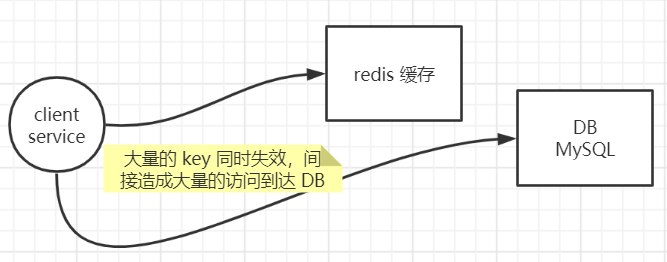 redis 缓存
client
service
DB
MySQL
大量的 key 同时失效，间
接造成大量的访问到达 DB